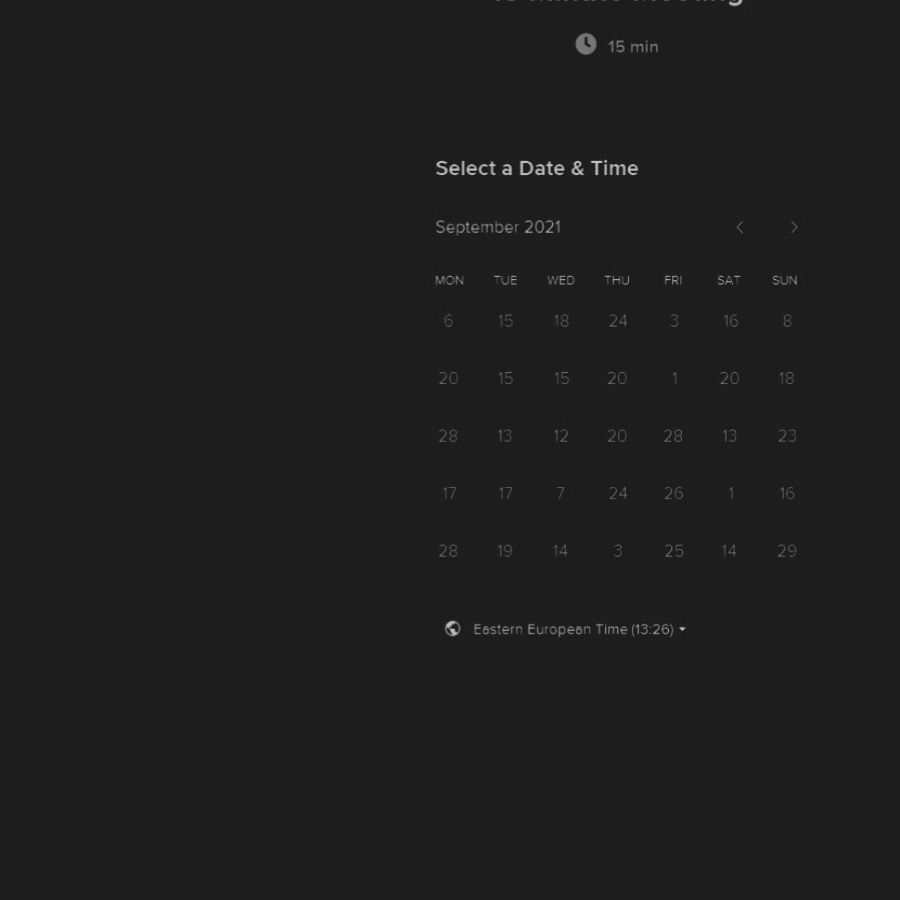 15 min
Select a Date & Time
September 2021
MON TUE WED THU FRI SAT SUN
6 15 18 24 3 16 8
20 15 15 20 1 20 18
28 13 12 20 28 13 23
17 17 7 24 26 1 16
28 19 14 3 25 14 29
Eastern European Time (13:26)